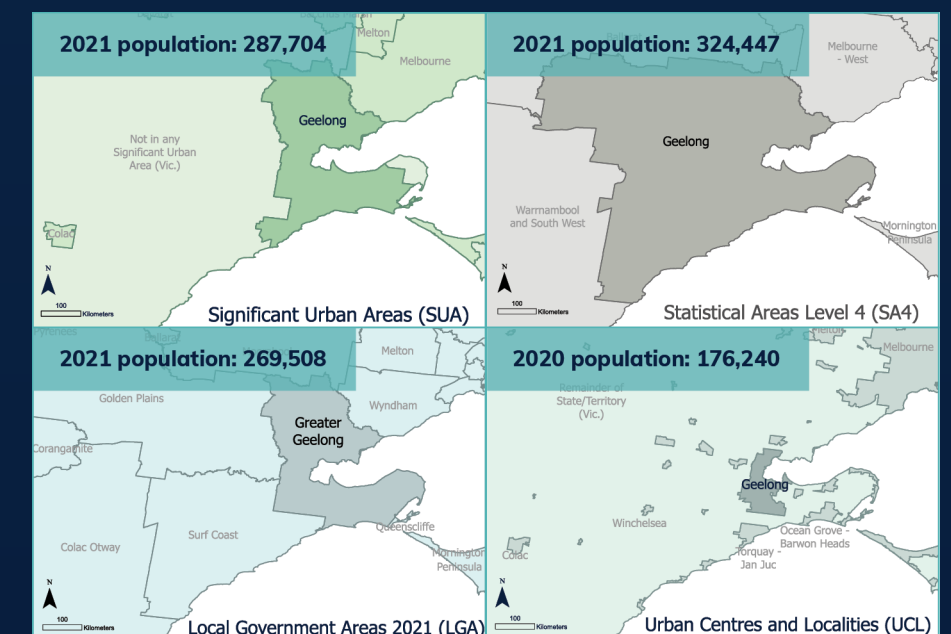 2021 population: 287,704
Melton
Melbourne
Geelong
Not in any
Significant Urban
Area (Vic.)
Colac
N
100
Kilometers
Significant Urban Areas (SUA)
2021 population: 324,447
Melbourne
- West
Geelong
Warrnambool
and South West
Mornington
Peninsula
N
100
Kilometers
Statistical Areas Level 4 (SA4)
Pyrenees
2021 population: 269,508
Melton
Golden Plains
Wyndham
Greater
Geelong
Corangamite
Surf Coast
Queenscliffe
Colac Otway
Mornington
Peninsula
N
100
Kilometers
Local Government Areas 2021 (LGA)
Melton
2020 population: 176,240
Melbourne
Remainder of
State/Territory
(Vic.)
Geelong
Winchelsea
Ocean Grove -
Barwon Heads
Colac
Torquay -
Jan Juc
N
100
Kilometers
Urban Centres and Localities (UCL)